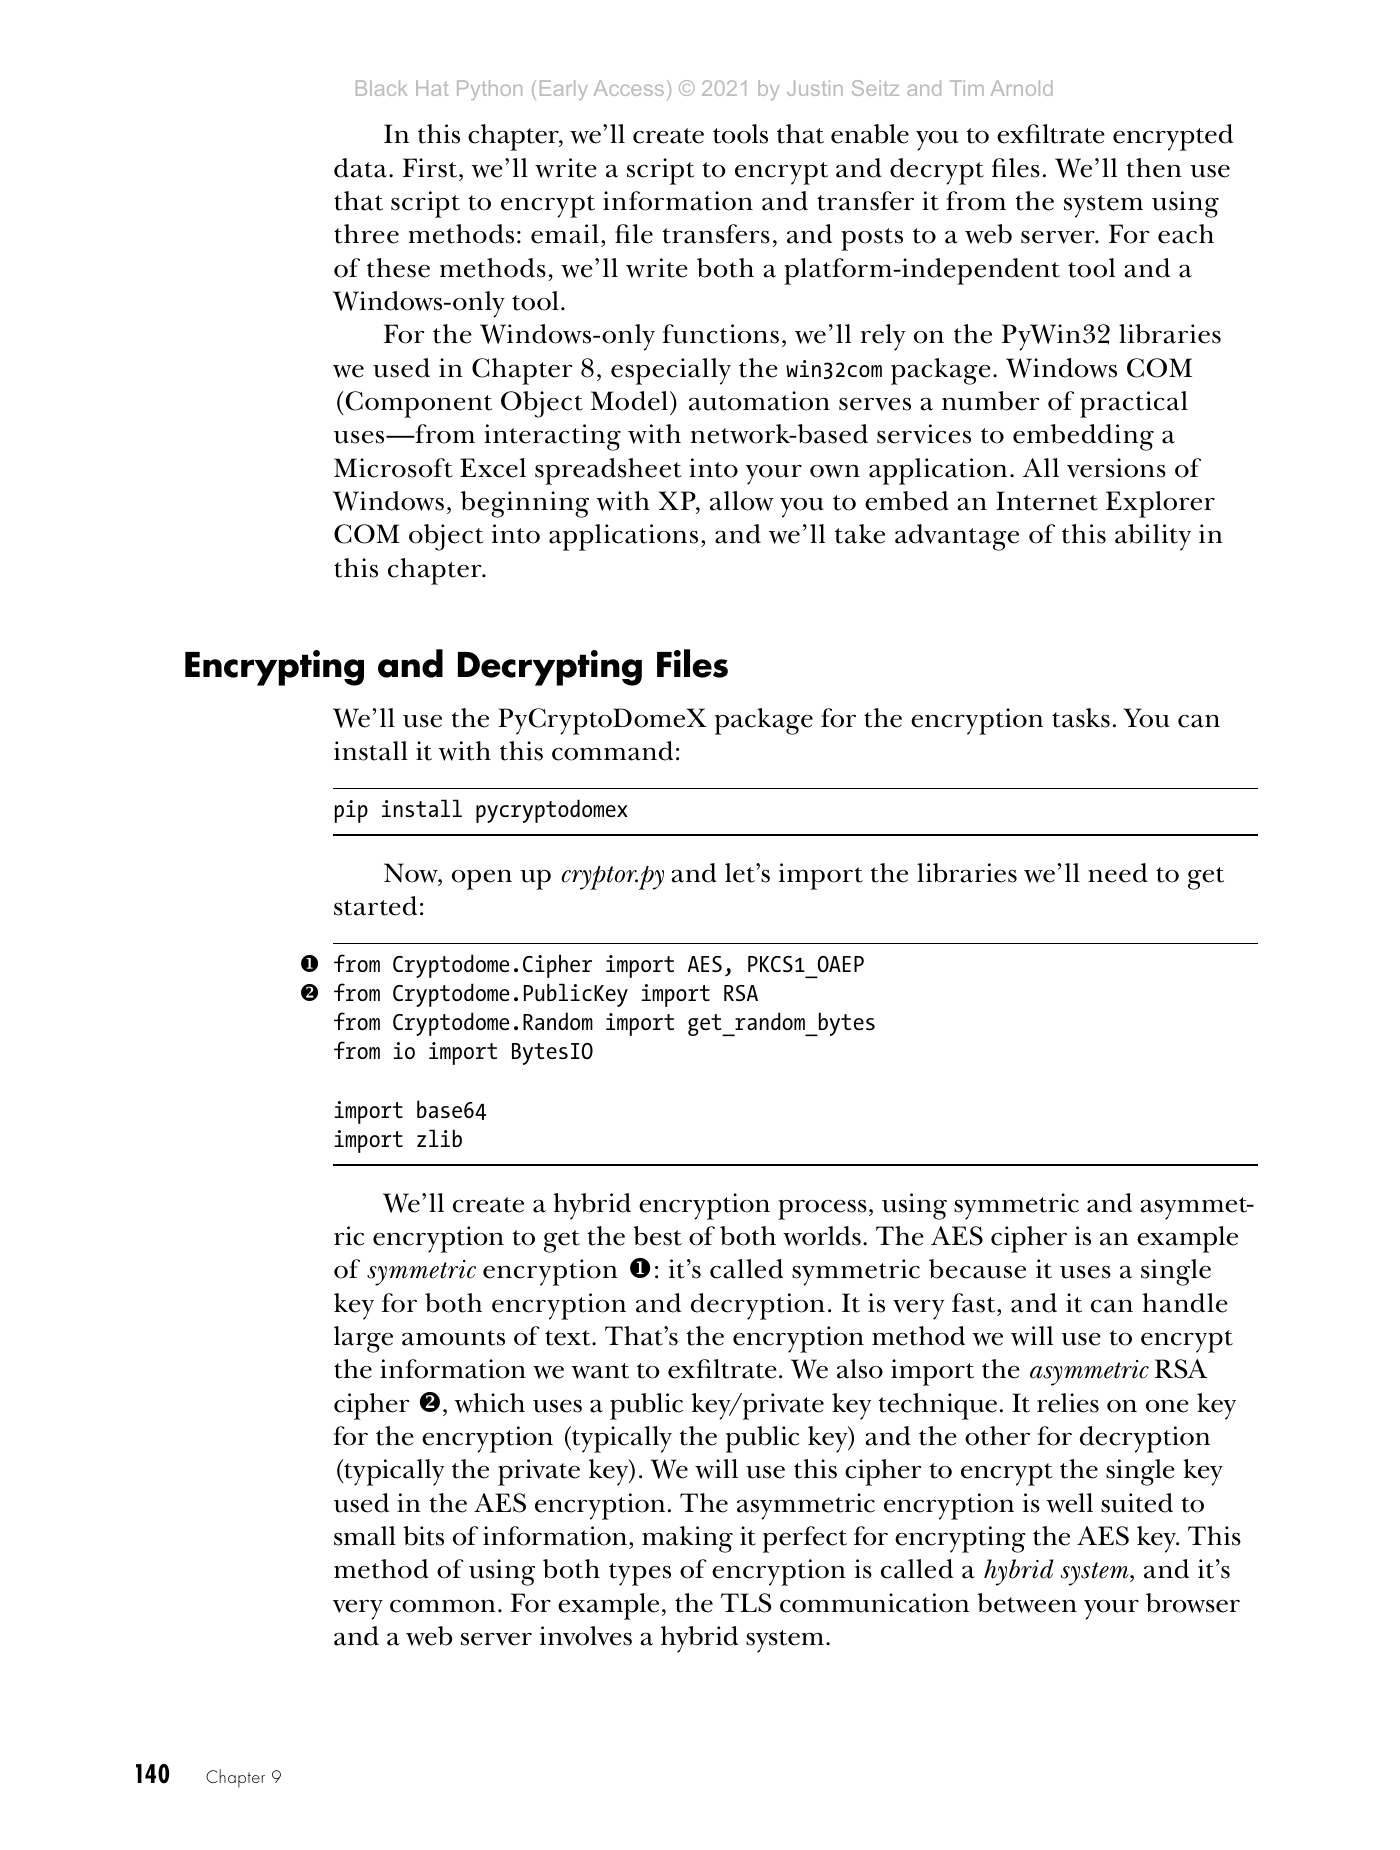 Black Hat Python (Early Access) © 2021 by Justin Seitz and Tim Arnold
In this chapter, we’ll create tools that enable you to exfiltrate encrypted
data. First, we’ll write a script to encrypt and decrypt files. We’ll then use
that script to encrypt information and transfer it from the system using
three methods: email, file transfers, and posts to a web server. For each
of these methods, we’ll write both a platform-independent tool and a
Windows-only tool.
For the Windows-only functions, we’ll rely on the PyWin32 libraries
we used in Chapter 8, especially the win32com package. Windows COM
(Component Object Model) automation serves a number of practical
uses—from interacting with network-based services to embedding a
Microsoft Excel spreadsheet into your own application. All versions of
Windows, beginning with XP, allow you to embed an Internet Explorer
COM object into applications, and we’ll take advantage of this ability in
this chapter.
Encrypting and Decrypting Files
We’ll use the PyCryptoDomeX package for the encryption tasks. You can
install it with this command:
pip install pycryptodomex
Now, open up cryptor.py and let’s import the libraries we’ll need to get
started:
❶ from Cryptodome.Cipher import AES, PKCS1_OAEP
❷ from Cryptodome.PublicKey import RSA
from Cryptodome.Random import get_random_bytes
from io import BytesIO
import base64
import zlib
We’ll create a hybrid encryption process, using symmetric and asymmet-
ric encryption to get the best of both worlds. The AES cipher is an example
of symmetric encryption ❶: it’s called symmetric because it uses a single
key for both encryption and decryption. It is very fast, and it can handle
large amounts of text. That’s the encryption method we will use to encrypt
the information we want to exfiltrate. We also import the asymmetric RSA
cipher ❷, which uses a public key/private key technique. It relies on one key
for the encryption (typically the public key) and the other for decryption
(typically the private key). We will use this cipher to encrypt the single key
used in the AES encryption. The asymmetric encryption is well suited to
small bits of information, making it perfect for encrypting the AES key. This
method of using both types of encryption is called a hybrid system, and it’s
very common. For example, the TLS communication between your browser
and a web server involves a hybrid system.
140 Chapter 9